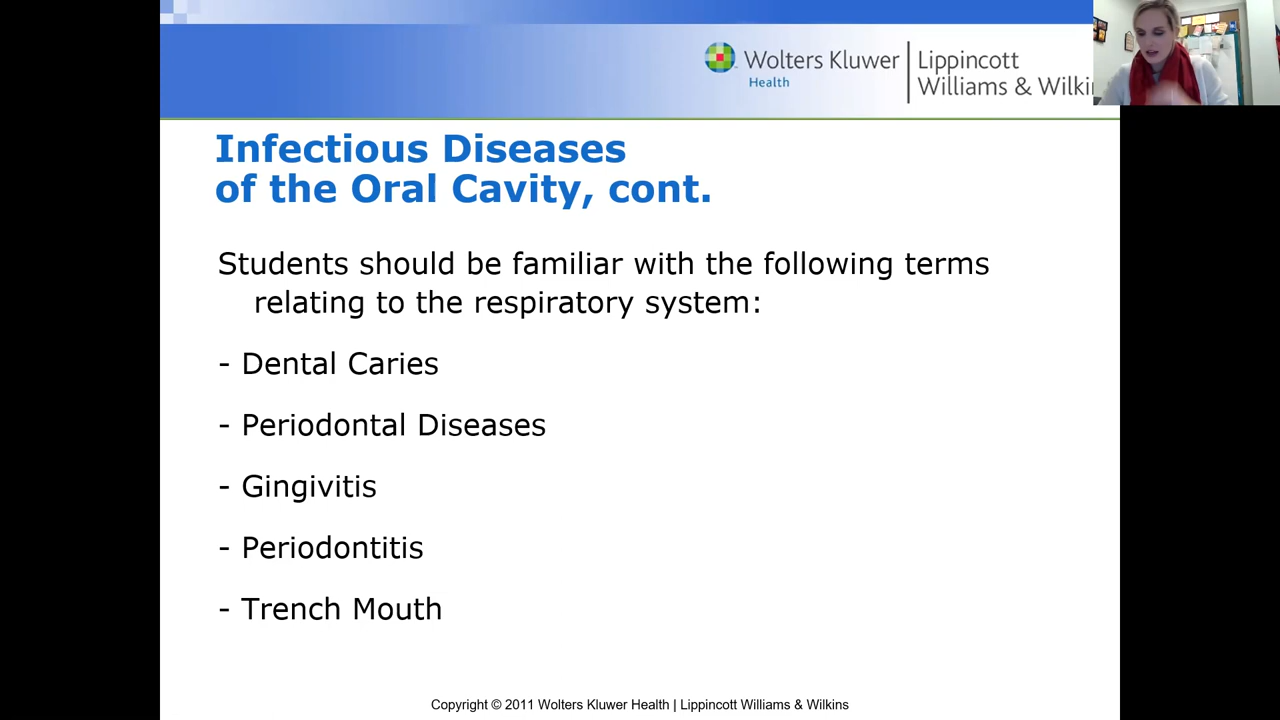 Wolters Kluwer
Health
Lippincott
Williams & Wilki
Infectious Diseases
of the Oral Cavity, cont.
Students should be familiar with the following terms
relating to the respiratory system:
- Dental Caries
- Periodontal Diseases
- Gingivitis
- Periodontitis
- Trench Mouth
Copyright © 2011 Wolters Kluwer Health | Lippincott Williams & Wilkins